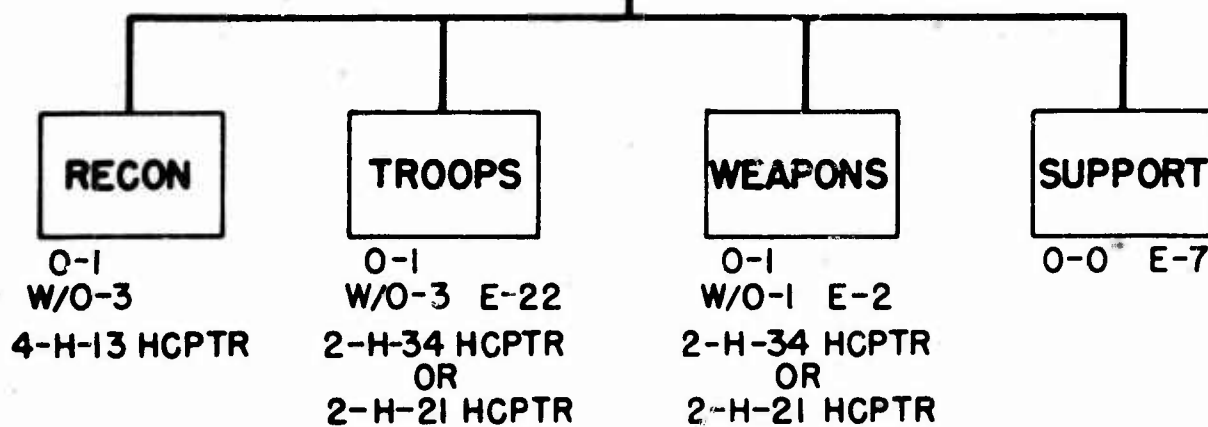 RECON
O-1
W/O-3
4-H-13 HCPTR
TROOPS
O-1
W/O-3 E-22
2-H-34 HCPTR
OR
2-H-21 HCPTR
WEAPONS
O-1
W/O-1 E-2
2-H-34 HCPTR
OR
2-H-21 HCPTR
SUPPORT
O-O E-7